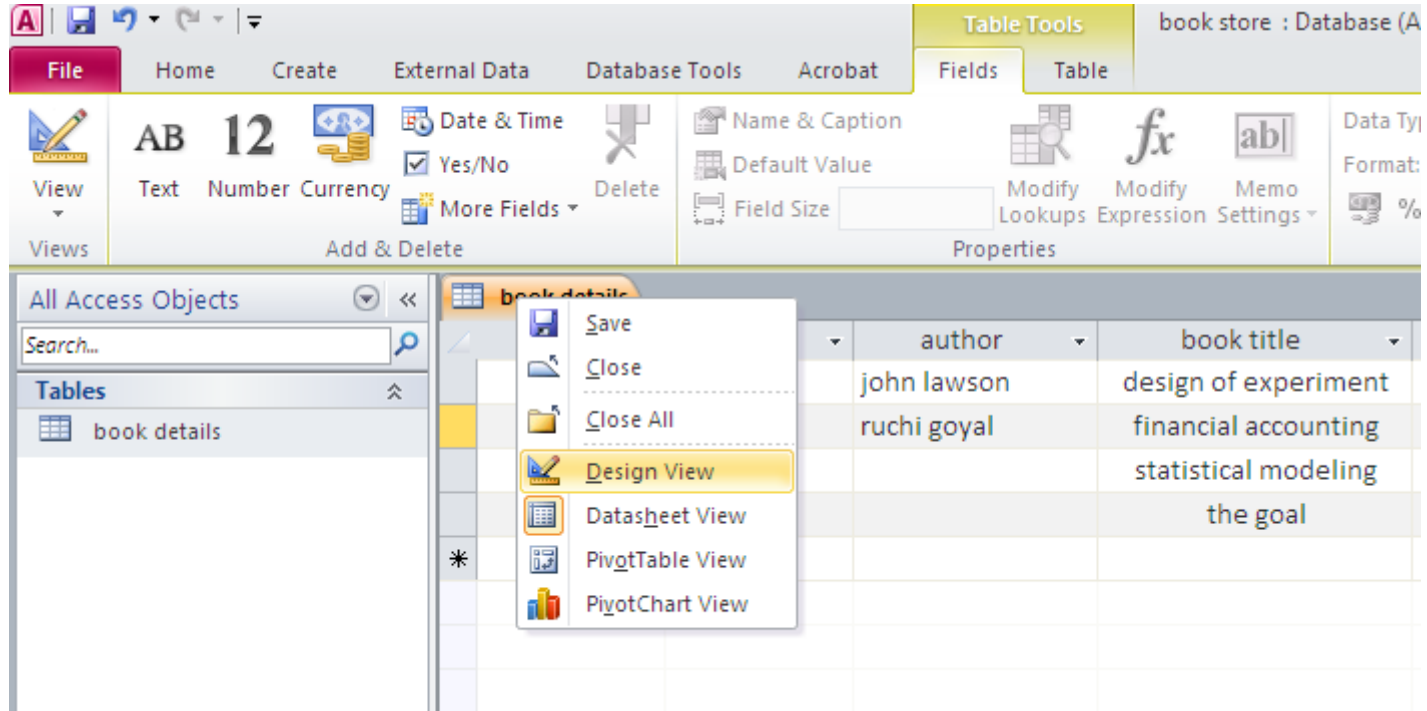 A
Table Tools
book store : Database (A
File Home Create External Data Database Tools Acrobat Fields Table
View
Views
AB
Text
12
Number
Currency
Date & Time
Yes/No
More Fields
Delete
Add & Delete
Name & Caption
Default Value
Field Size
Modify
Lookups
fx
Modify
Expression
ab|
Memo
Settings
Properties
Data Typ
Format:
%
All Access Objects
Search...
Tables
book details
book details
author book title
john lawson design of experiment
ruchi goyal financial accounting
statistical modeling
the goal
Save
Close
Close All
Design View
Datasheet View
PivotTable View
PivotChart View